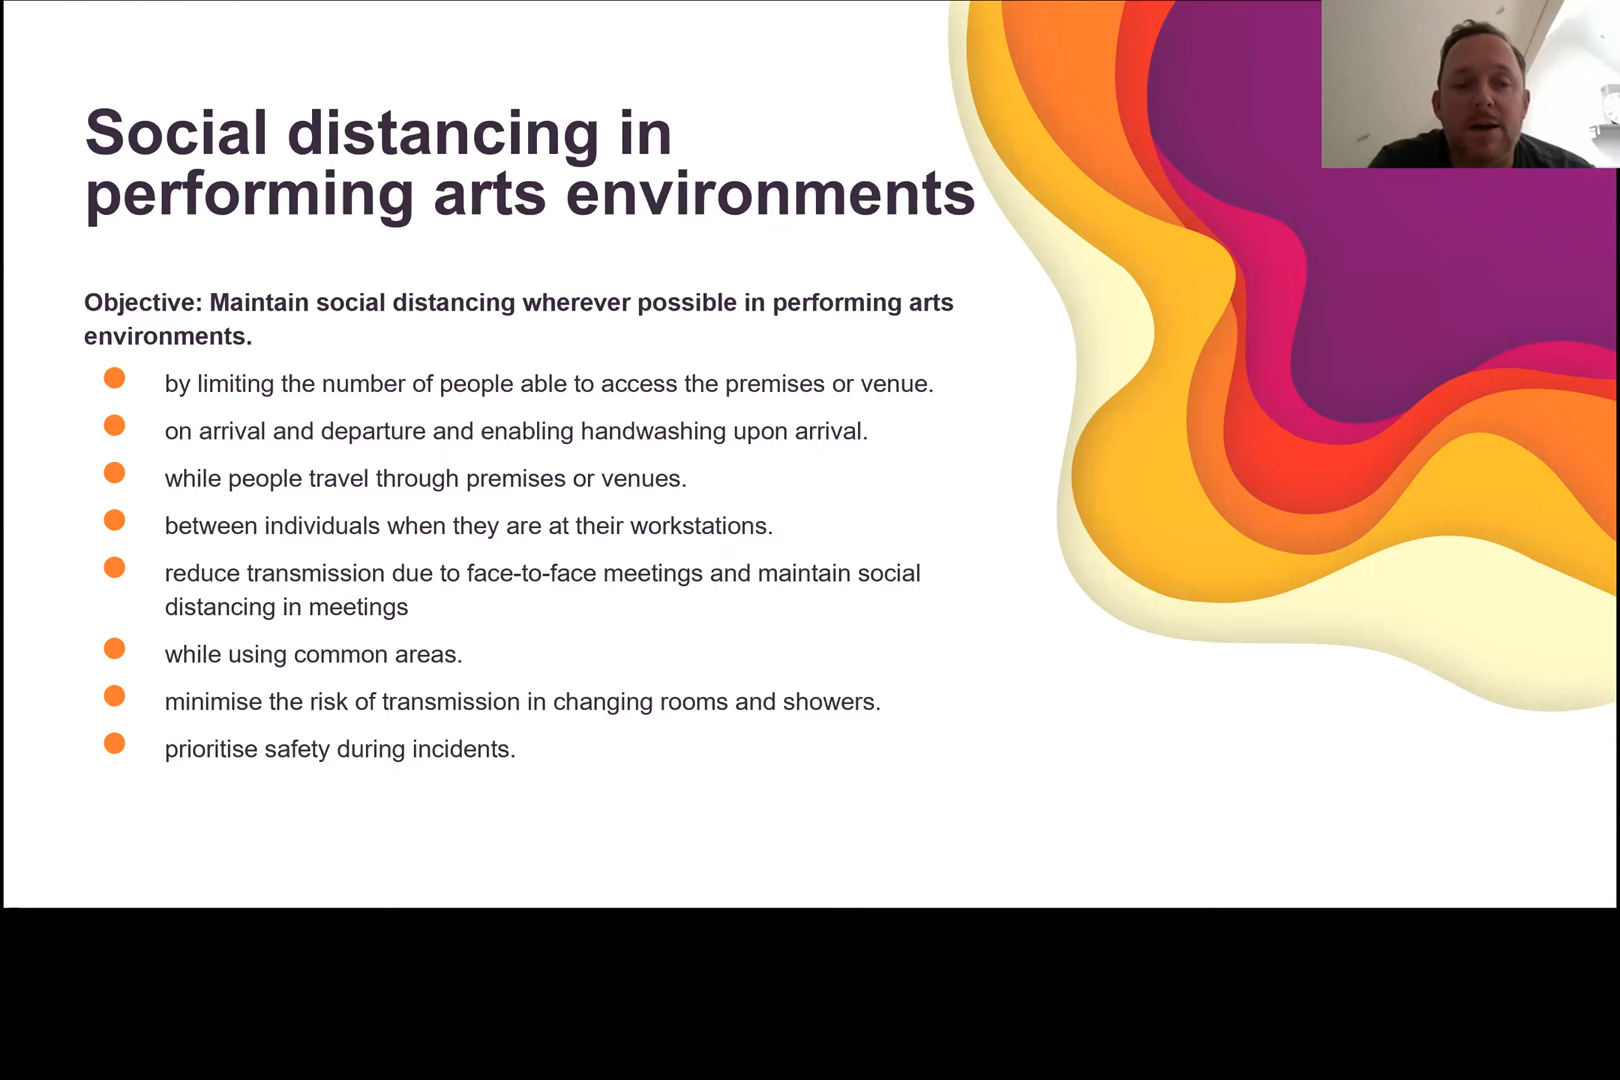 Social distancing in
performing arts environments
Objective: Maintain social distancing wherever possible in performing arts
environments.
by limiting the number of people able to access the premises or venue.
on arrival and departure and enabling handwashing upon arrival.
while people travel through premises or venues.
between individuals when they are at their workstations.
reduce transmission due to face-to-face meetings and maintain social
distancing in meetings
while using common areas.
minimise the risk of transmission in changing rooms and showers.
prioritise safety during incidents.